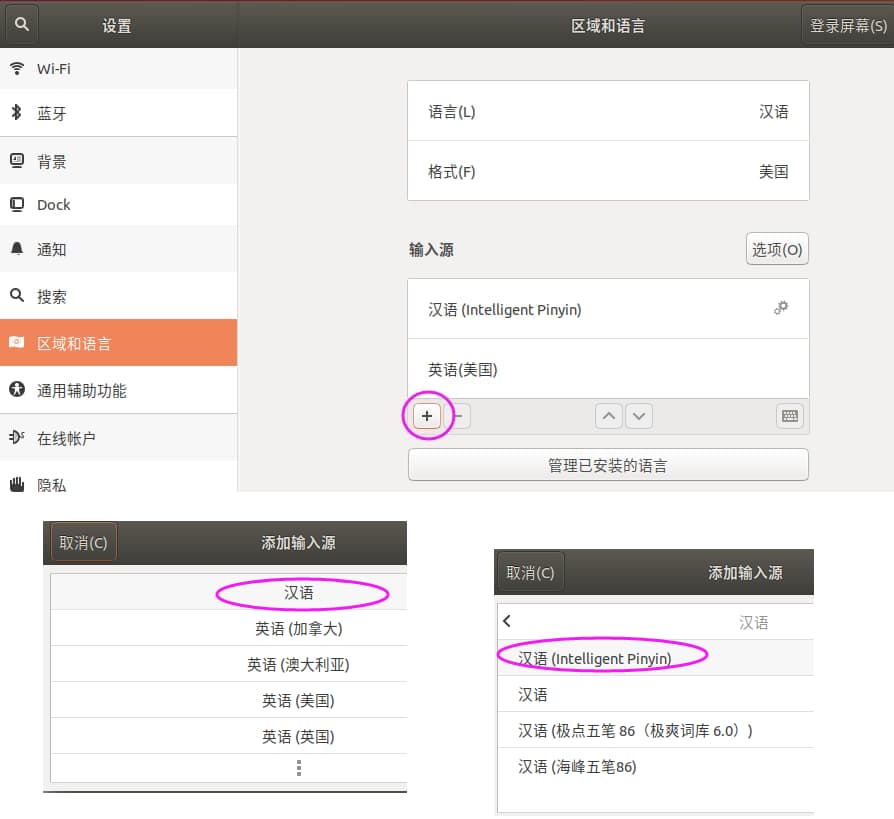 设置
区域和语言
登录屏幕(S)
Wi-Fi
蓝牙
背景
Dock
通知
搜索
区域和语言
通用辅助功能
在线帐户
隐私
语言(L) 汉语
格式(F) 美国
输入源 选项(O)
汉语 (Intelligent Pinyin)
英语(美国)
管理已安装的语言
取消(C) 添加输入源
汉语
英语 (加拿大)
英语 (澳大利亚)
英语 (美国)
英语 (英国)
取消(C) 添加输入源
汉语
汉语 (Intelligent Pinyin)
汉语
汉语 (极点五笔 86（极爽词库 6.0）)
汉语 (海峰五笔86)